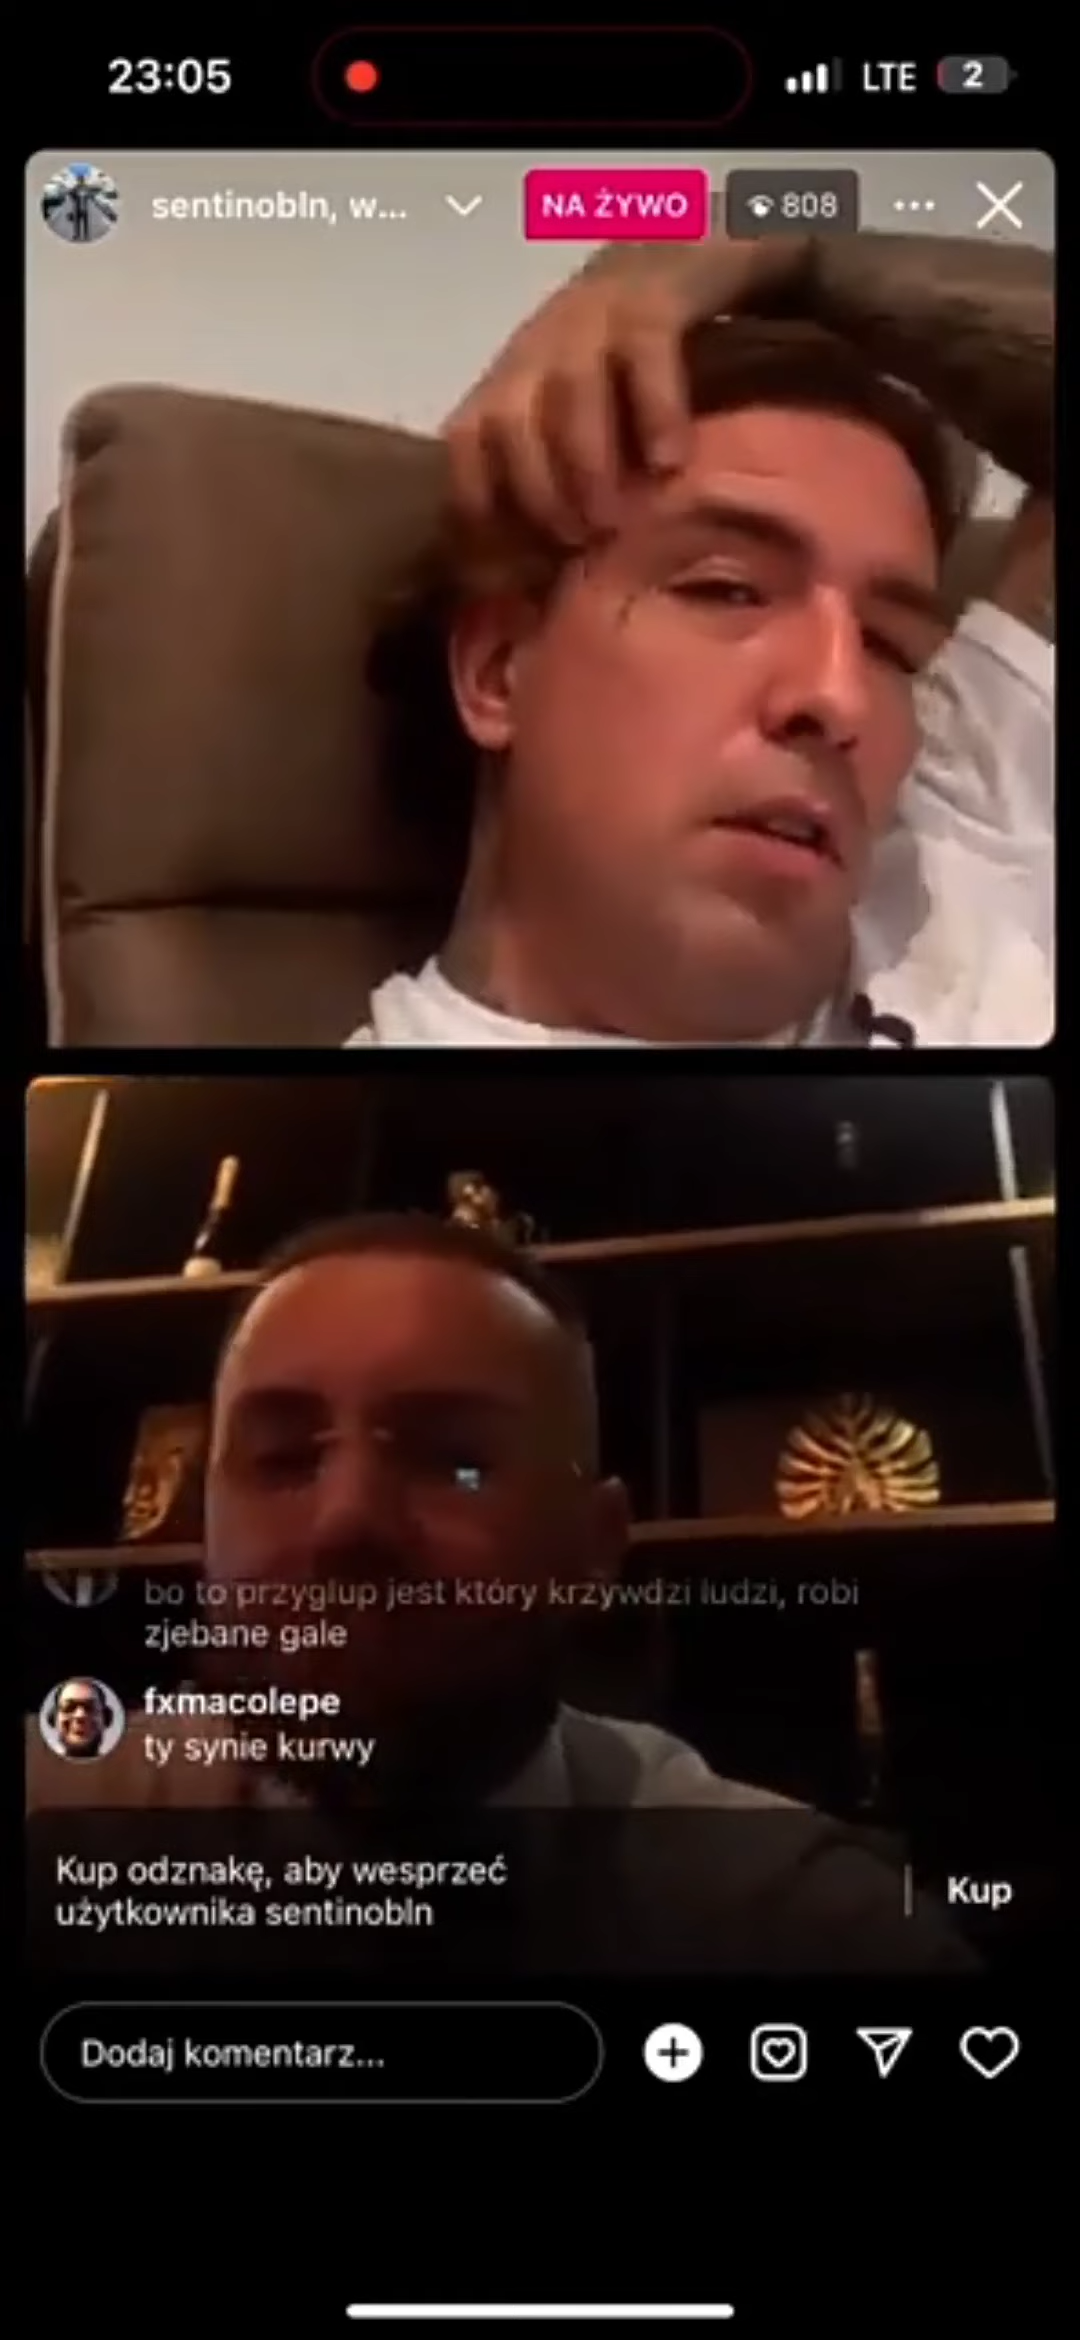 23:05
LTE
2
sentinobln, w...
NA ŻYWO
808
bo to przygłup jest który krzywdzi ludzi, robi
zjebane gale
fxmacolepe
ty synie kurwy
Kup odznakę, aby wesprzeć
użytkownika sentinobln
Kup
Dodaj komentarz...